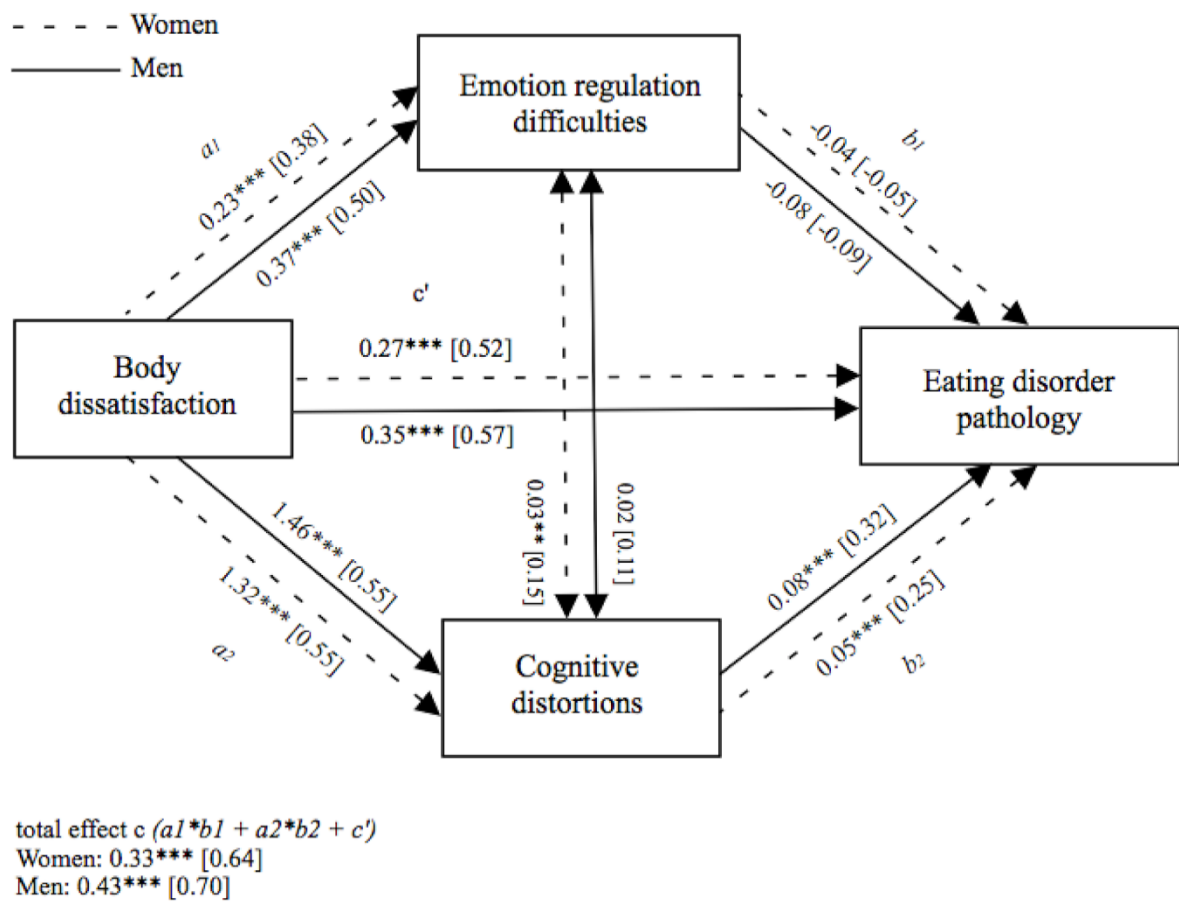 Women
Men
Emotion regulation
difficulties
a1
0.23*** [0.38]
0.37*** [0.50]
b1
-0.04 [-0.05]
-0.08 [-0.09]
c'
0.27*** [0.52]
0.35*** [0.57]
Body
dissatisfaction
Eating disorder
pathology
0.03** [0.15]
0.02 [0.11]
1.46*** [0.55]
1.32*** [0.55]
a2
0.08*** [0.32]
0.05*** [0.25]
b2
Cognitive
distortions
total effect c (a1*b1 + a2*b2 + c')
Women: 0.33*** [0.64]
Men: 0.43*** [0.70]